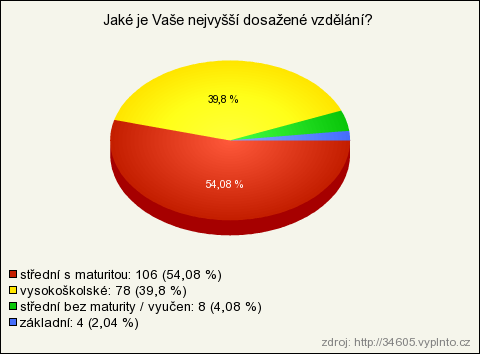 Jaké je Vaše nejvyšší dosažené vzdělání?
39,8 %
54,08 %
střední s maturitou: 106 (54,08 %)
vysokoškolské: 78 (39,8 %)
střední bez maturity / vyučen: 8 (4,08 %)
základní: 4 (2,04 %)
zdroj: http://34605.vyplnto.cz